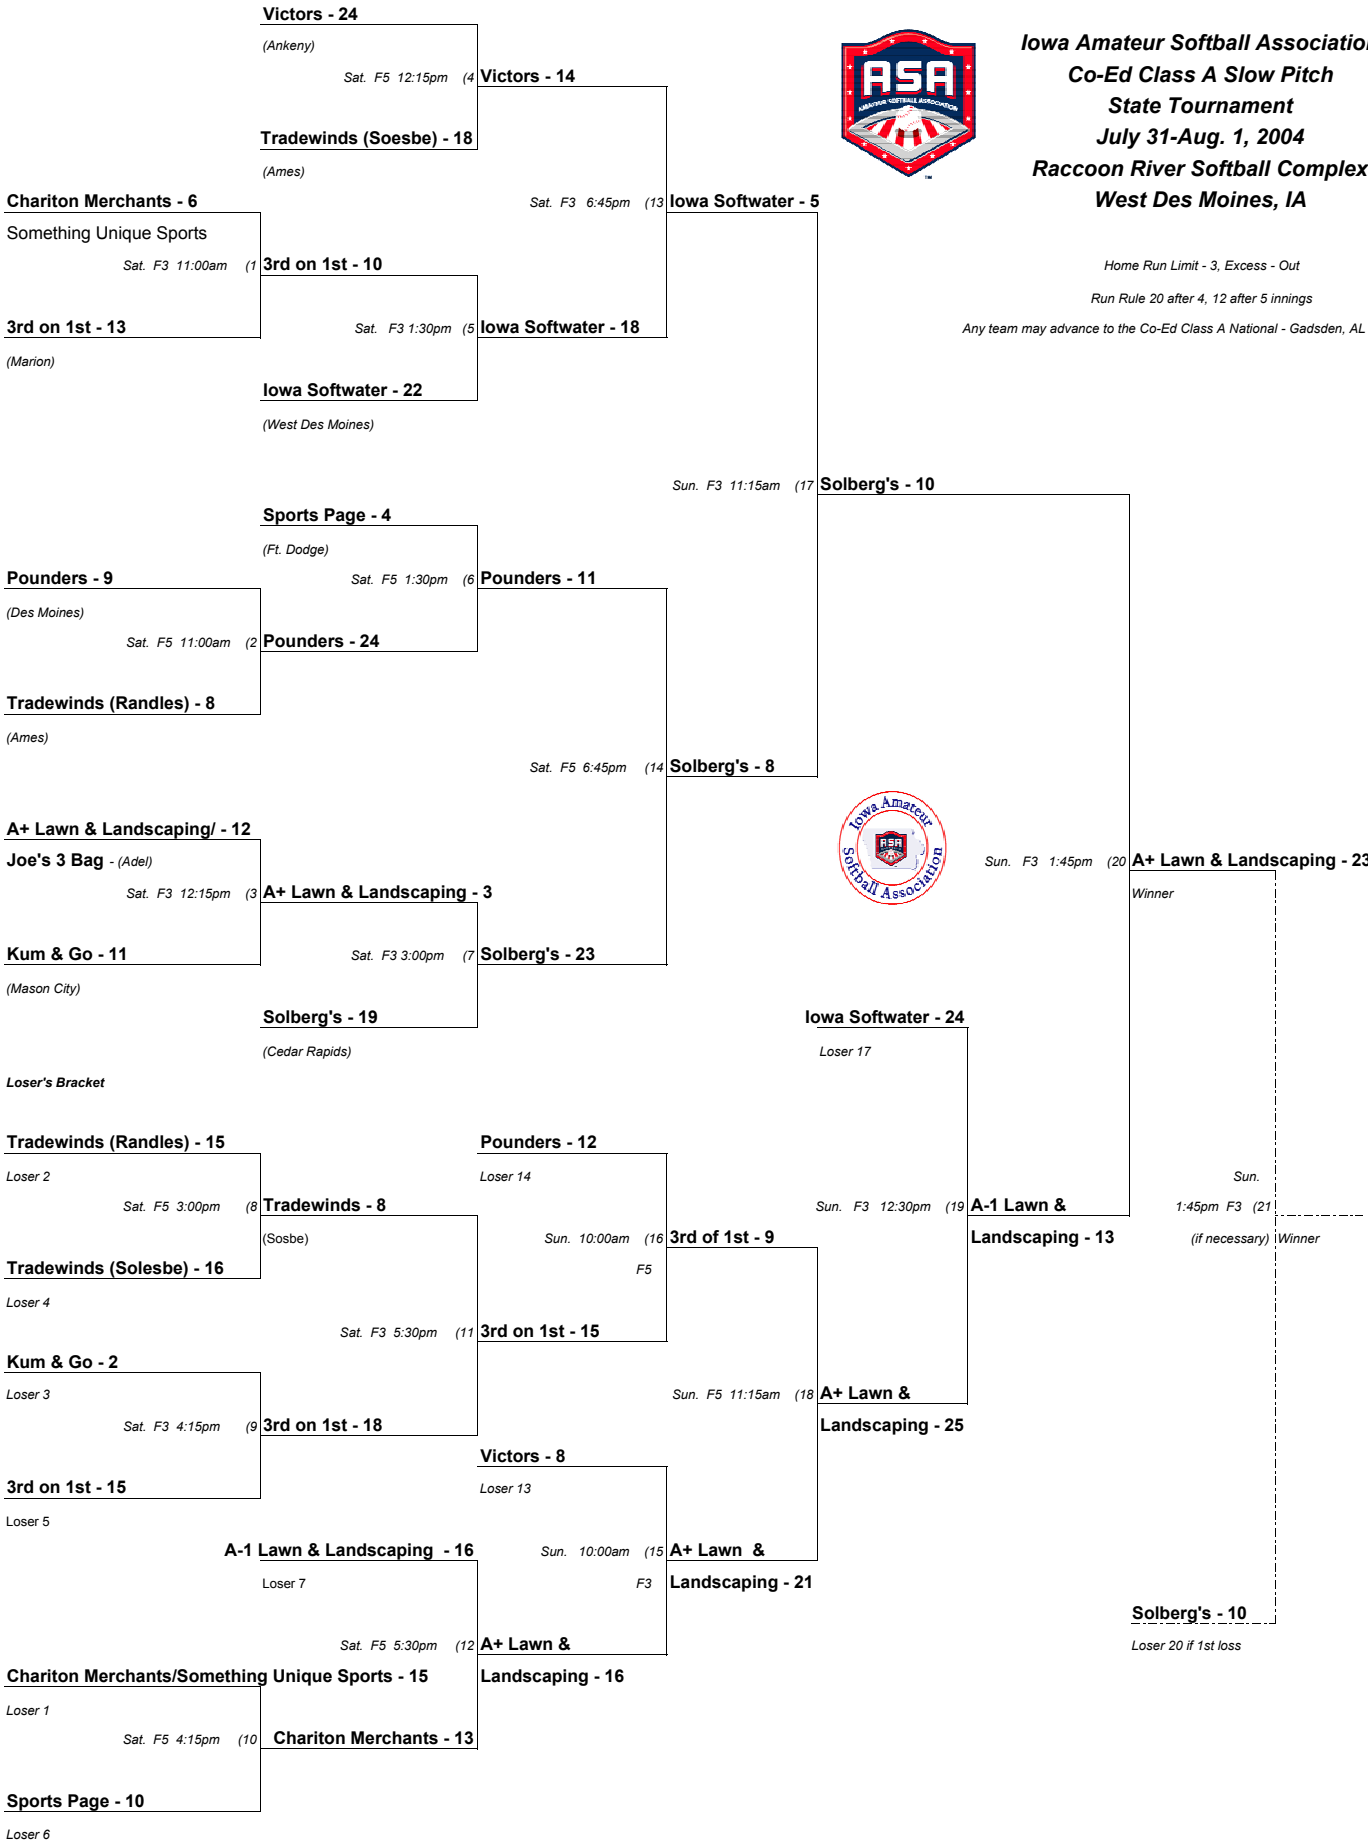 Victors - 24
(Ankeny)
Sat. F5 12:15pm (4 Victors - 14
Tradewinds (Soesbe) - 18
(Ames)
ASA
AMATEUR SOFTBALL ASSOCIATION
Iowa Amateur Softball Association
Co-Ed Class A Slow Pitch
State Tournament
July 31-Aug. 1, 2004
Raccoon River Softball Complex
West Des Moines, IA
Home Run Limit - 3, Excess - Out
Run Rule 20 after 4, 12 after 5 innings
Any team may advance to the Co-Ed Class A National - Gadsden, AL
Chariton Merchants - 6
Something Unique Sports
Sat. F3 6:45pm (13 Iowa Softwater - 5
Sat. F3 11:00am (1 3rd on 1st - 10
3rd on 1st - 13
(Marion)
Sat. F3 1:30pm (5 Iowa Softwater - 18
Iowa Softwater - 22
(West Des Moines)
Sun. F3 11:15am (17 Solberg's - 10
Sports Page - 4
(Ft. Dodge)
Pounders - 9
(Des Moines)
Sat. F5 1:30pm (6 Pounders - 11
Sat. F5 11:00am (2 Pounders - 24
Tradewinds (Randles) - 8
(Ames)
Sat. F5 6:45pm (14 Solberg's - 8
A+ Lawn & Landscaping/ - 12
Joe's 3 Bag - (Adel)
Iowa Amateur
Softball Association
ASA
Sun. F3 1:45pm (20 A+ Lawn & Landscaping - 23
Winner
Sat. F3 12:15pm (3 A+ Lawn & Landscaping - 3
Kum & Go - 11
(Mason City)
Sat. F3 3:00pm (7 Solberg's - 23
Solberg's - 19
(Cedar Rapids)
Iowa Softwater - 24
Loser 17
Loser's Bracket
Tradewinds (Randles) - 15
Loser 2
Pounders - 12
Loser 14
Sat. F5 3:00pm (8 Tradewinds - 8
(Sosbe)
Sun. F3 12:30pm (19 A-1 Lawn &
Landscaping - 13
Sun.
1:45pm F3 (21
(if necessary) Winner
Sun. 10:00am (16 3rd of 1st - 9
F5
Tradewinds (Solesbe) - 16
Loser 4
Sat. F3 5:30pm (11 3rd on 1st - 15
Kum & Go - 2
Loser 3
Sun. F5 11:15am (18 A+ Lawn &
Landscaping - 25
Sat. F3 4:15pm (9 3rd on 1st - 18
Victors - 8
Loser 13
3rd on 1st - 15
Loser 5
A-1 Lawn & Landscaping - 16
Loser 7
Sun. 10:00am (15 A+ Lawn &
F3 Landscaping - 21
Solberg's - 10
Loser 20 if 1st loss
Sat. F5 5:30pm (12 A+ Lawn &
Landscaping - 16
Chariton Merchants/Something Unique Sports - 15
Loser 1
Sat. F5 4:15pm (10 Chariton Merchants - 13
Sports Page - 10
Loser 6